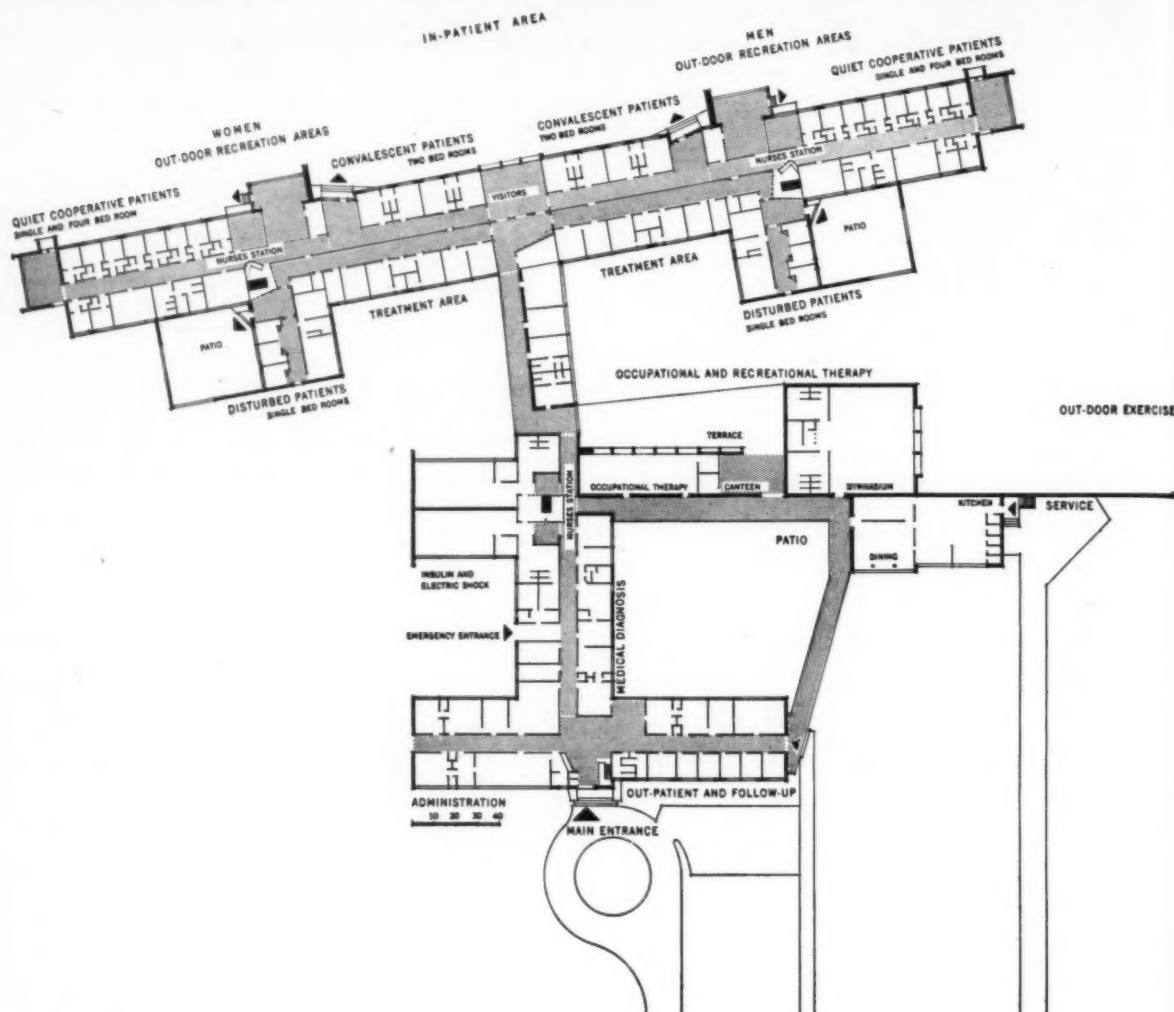 IN-PATIENT AREA
MEN
OUT-DOOR RECREATION AREAS
QUIET COOPERATIVE PATIENTS
SINGLE AND FOUR BED ROOMS
CONVALESCENT PATIENTS
TWO BED ROOMS
WOMEN
OUT-DOOR RECREATION AREAS
CONVALESCENT PATIENTS
TWO BED ROOMS
QUIET COOPERATIVE PATIENTS
SINGLE AND FOUR BED ROOM
NURSES STATION
VISITORS
NURSES STATION
PATIO
TREATMENT AREA
TREATMENT AREA
DISTURBED PATIENTS
SINGLE BED ROOMS
PATIO
DISTURBED PATIENTS
SINGLE BED ROOMS
OCCUPATIONAL AND RECREATIONAL THERAPY
OUT-DOOR EXERCISE
TERRACE
OCCUPATIONAL THERAPY
CANTEEN
GYMNASIUM
NURSES STATION
KITCHEN
SERVICE
PATIO
DINING
INSULIN AND
ELECTRIC SHOCK
EMERGENCY ENTRANCE
MEDICAL DIAGNOSIS
ADMINISTRATION
10 20 30 40
OUT-PATIENT AND FOLLOW-UP
MAIN ENTRANCE